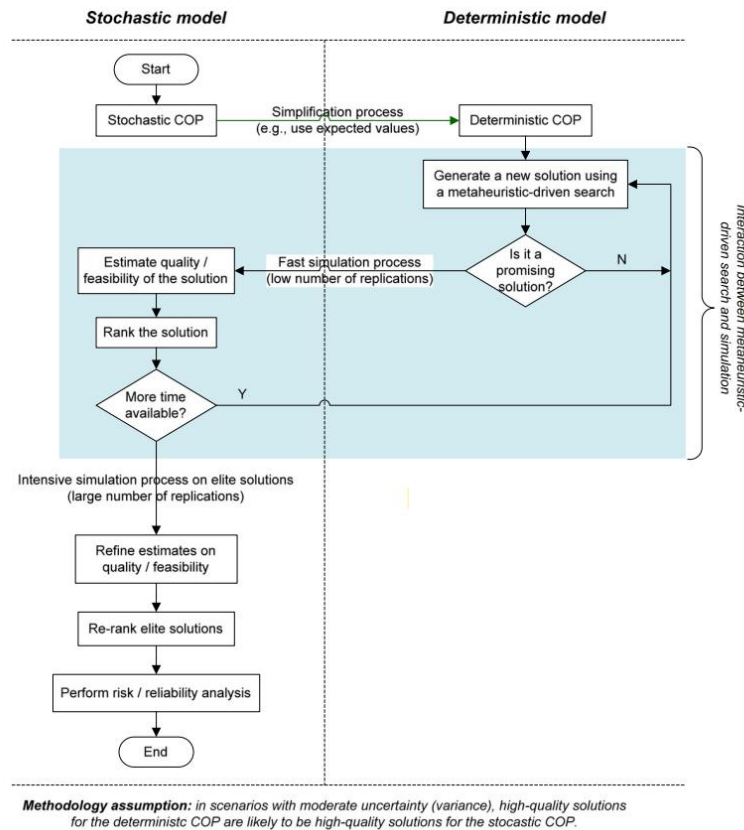 Stochastic model
Deterministic model
Start
Stochastic COP
Simplification process
(e.g., use expected values)
Deterministic COP
Generate a new solution using
a metaheuristic-driven search
Is it a
promising
solution?
N
Fast simulation process
(low number of replications)
Estimate quality /
feasibility of the solution
Rank the solution
More time
available?
Y
Interaction between metaheuristic-
driven search and simulation
Intensive simulation process on elite solutions
(large number of replications)
Refine estimates on
quality / feasibility
Re-rank elite solutions
Perform risk / reliability analysis
End
Methodology assumption: in scenarios with moderate uncertainty (variance), high-quality solutions
for the determinístc COP are likely to be high-quality solutions for the stocastic COP.